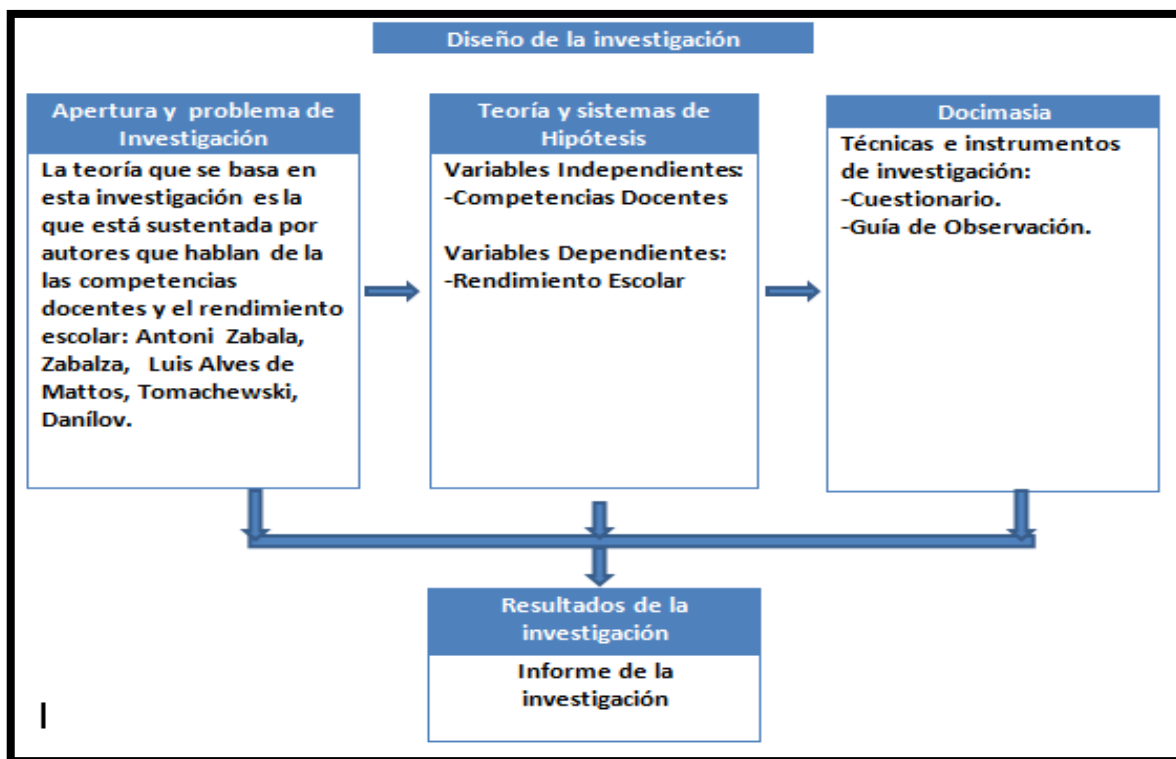 Diseño de la investigación
Apertura y problema de
Investigación
La teoría que se basa en
esta investigación es la
que está sustentada por
autores que hablan de la
las competencias
docentes y el rendimiento
escolar: Antoni Zabala,
Zabalza, Luis Alves de
Mattos, Tomachewski,
Danílov.
Teoría y sistemas de
Hipótesis
Variables Independientes:
-Competencias Docentes
Variables Dependientes:
-Rendimiento Escolar
Docimasia
Técnicas e instrumentos
de investigación:
-Cuestionario.
-Guía de Observación.
Resultados de la
investigación
Informe de la
investigación